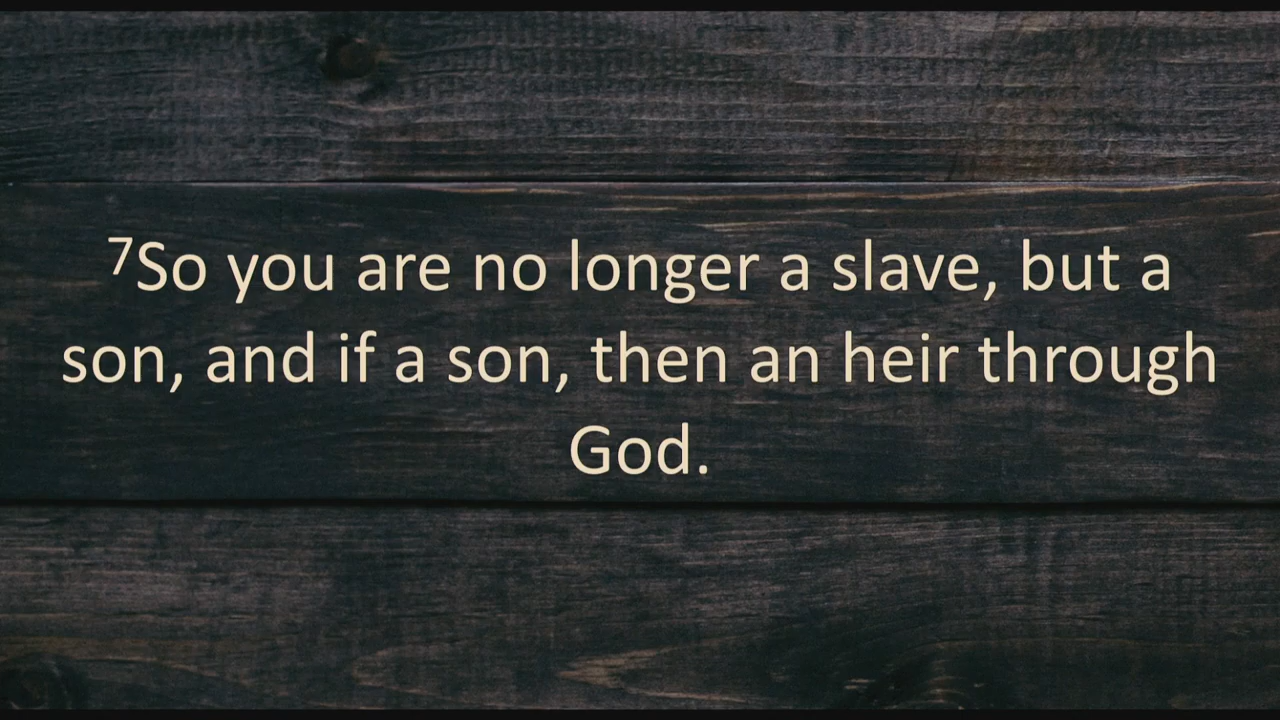 ⁷So you are no longer a slave, but a
son, and if a son, then an heir through
God.